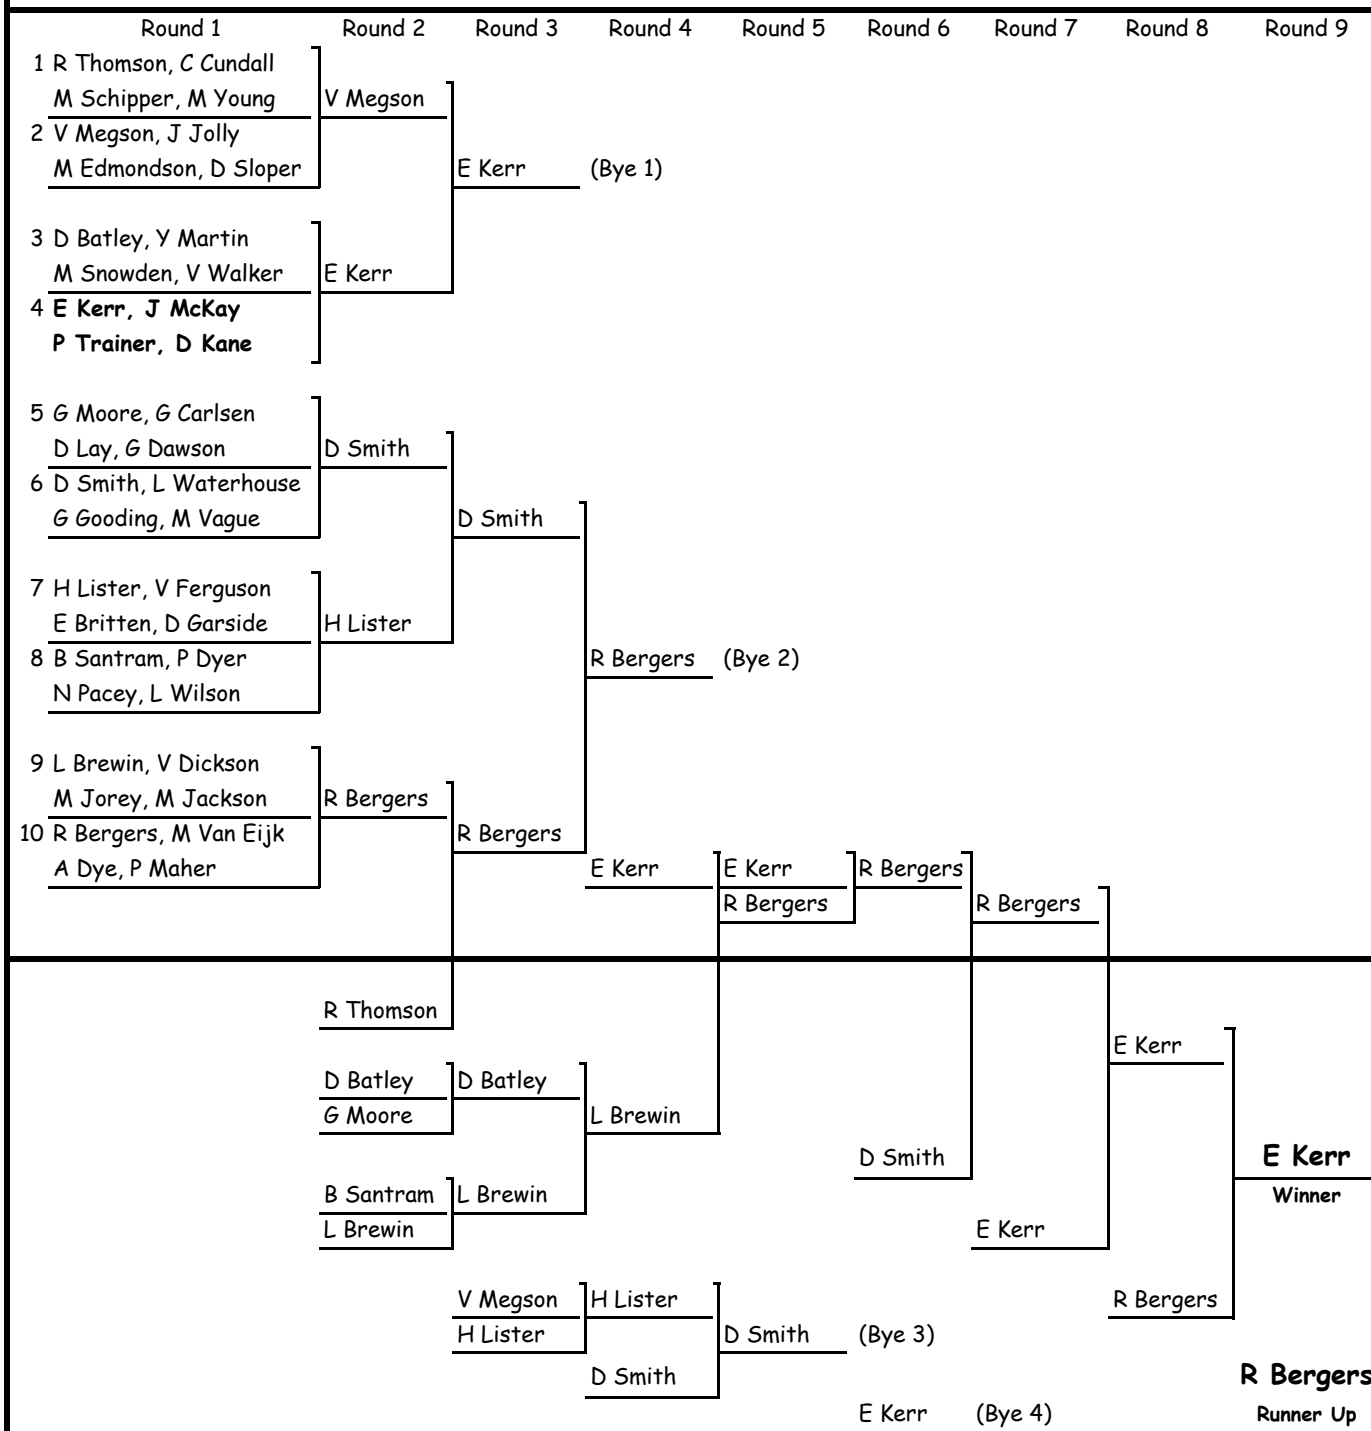 Round 1 Round 2 Round 3 Round 4 Round 5 Round 6 Round 7 Round 8 Round 9
1 R Thomson, C Cundall
M Schipper, M Young V Megson
2 V Megson, J Jolly
M Edmondson, D Sloper E Kerr (Bye 1)
3 D Batley, Y Martin
M Snowden, V Walker E Kerr
4 E Kerr, J McKay
P Trainer, D Kane
5 G Moore, G Carlsen
D Lay, G Dawson D Smith
6 D Smith, L Waterhouse
G Gooding, M Vague D Smith
7 H Lister, V Ferguson
E Britten, D Garside H Lister
8 B Santram, P Dyer R Bergers (Bye 2)
N Pacey, L Wilson
9 L Brewin, V Dickson
M Jorey, M Jackson R Bergers
10 R Bergers, M Van Eijk R Bergers
A Dye, P Maher E Kerr E Kerr R Bergers
R Bergers R Bergers
R Thomson
E Kerr
D Batley D Batley
G Moore L Brewin
D Smith E Kerr
B Santram L Brewin Winner
L Brewin E Kerr
V Megson H Lister R Bergers
H Lister D Smith (Bye 3)
D Smith R Bergers
E Kerr (Bye 4) Runner Up